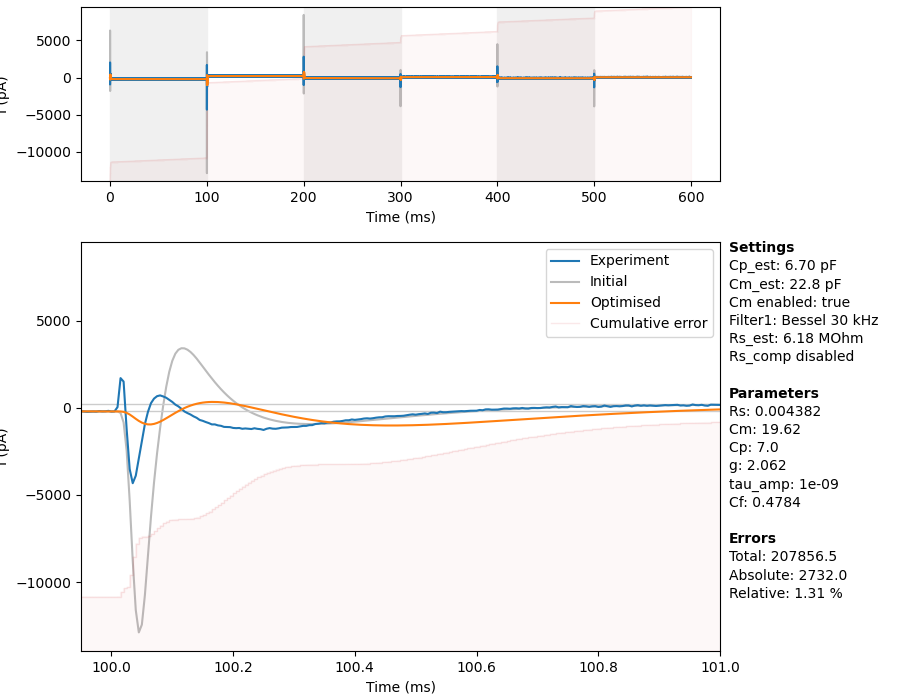 5000
0
−5000
−10000
0
100
200
300
400
500
600
Time (ms)
I (pA)
Experiment
Initial
Optimised
Cumulative error
5000
0
−5000
−10000
100.0
100.2
100.4
100.6
100.8
101.0
Time (ms)
I (pA)
Settings
Cp_est: 6.70 pF
Cm_est: 22.8 pF
Cm enabled: true
Filter1: Bessel 30 kHz
Rs_est: 6.18 MOhm
Rs_comp disabled
Parameters
Rs: 0.004382
Cm: 19.62
Cp: 7.0
g: 2.062
tau_amp: 1e-09
Cf: 0.4784
Errors
Total: 207856.5
Absolute: 2732.0
Relative: 1.31 %